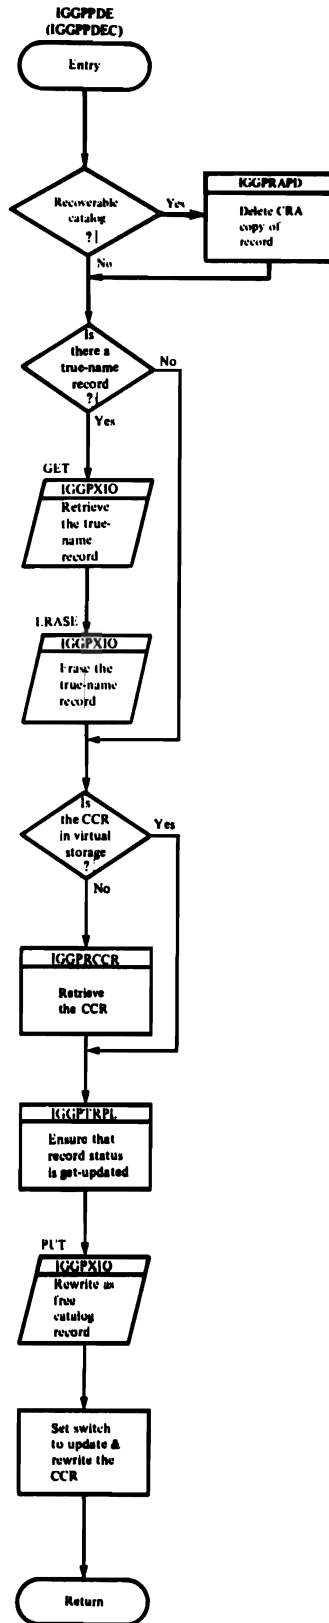 IGGPPDE
(IGGPPDEC)
Entry
Recoverable
catalog
?
Yes
IGGPRAPD
Delete CRA
copy of
record
No
Is
there a
true-name
record
?
No
Yes
GET
IGGPXIO
Retrieve
the true-
name
record
ERASE
IGGPXIO
Erase the
true-name
record
Is
the CCR
in virtual
storage
?
Yes
No
IGGPRCCR
Retrieve
the CCR
IGGPTRPL
Ensure that
record status
is get-updated
PUT
IGGPXIO
Rewrite as
free
catalog
record
Set switch
to update &
rewrite the
CCR
Return